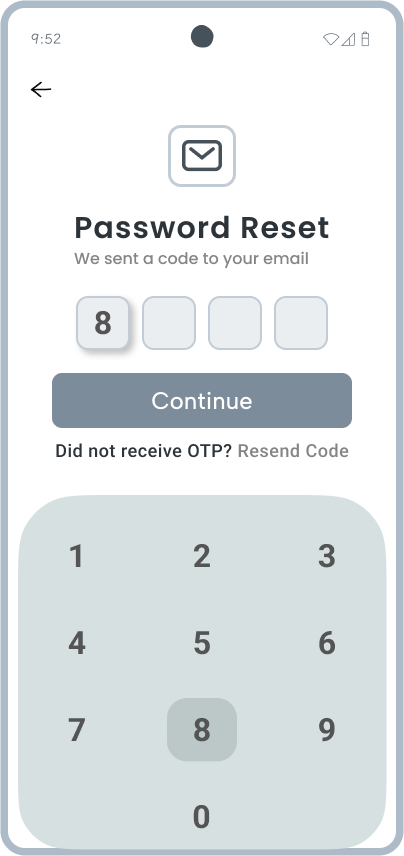 9:52
Password Reset
We sent a code to your email
8
Continue
Did not receive OTP? Resend Code
1 2 3
4 5 6
7 8 9
0